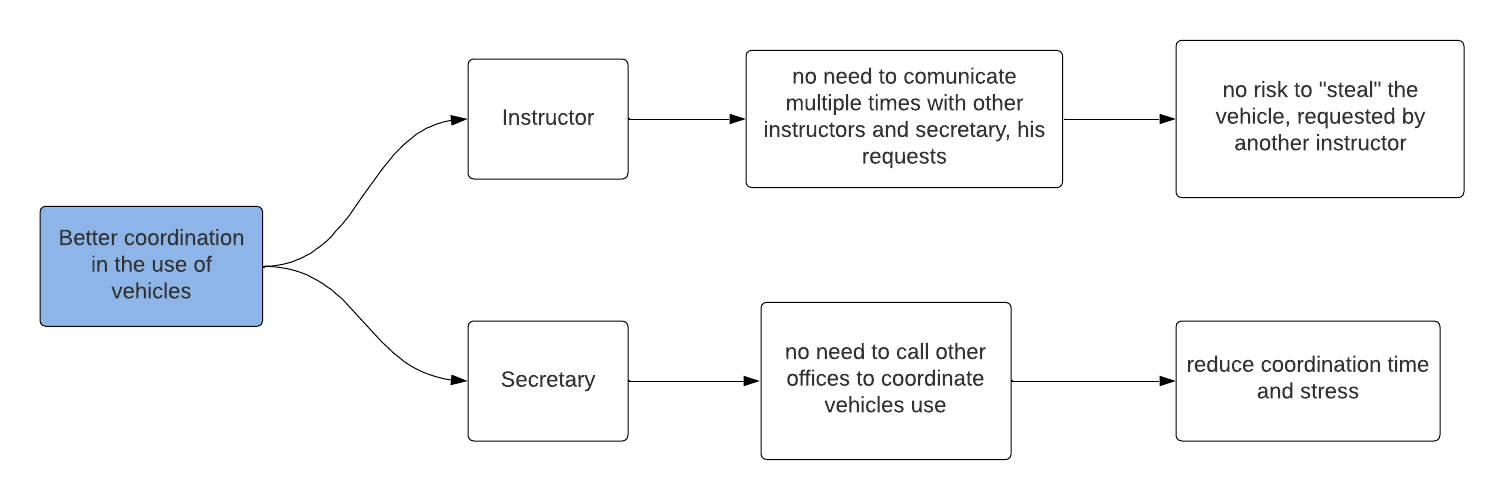 Better coordination
in the use of
vehicles
Instructor
no need to comunicate
multiple times with other
instructors and secretary, his
requests
no risk to "steal" the
vehicle, requested by
another instructor
Secretary
no need to call other
offices to coordinate
vehicles use
reduce coordination time
and stress